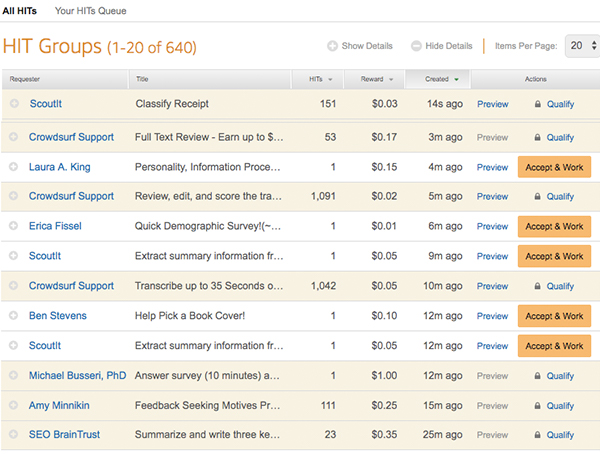 All HITs Your HITs Queue
HIT Groups (1-20 of 640) Show Details Hide Details Items Per Page: 20
Requester Title HITs Reward Created Actions
ScoutIt Classify Receipt 151 $0.03 14s ago Preview Qualify
Crowdsurf Support Full Text Review - Earn up to $... 53 $0.17 3m ago Preview Qualify
Laura A. King Personality, Information Proce... 1 $0.15 4m ago Preview Accept & Work
Crowdsurf Support Review, edit, and score the tra... 1,091 $0.02 5m ago Preview Qualify
Erica Fissel Quick Demographic Survey!(~... 1 $0.01 6m ago Preview Accept & Work
ScoutIt Extract summary information fr... 1 $0.05 9m ago Preview Accept & Work
Crowdsurf Support Transcribe up to 35 Seconds o... 1,042 $0.05 10m ago Preview Qualify
Ben Stevens Help Pick a Book Cover! 1 $0.10 12m ago Preview Accept & Work
ScoutIt Extract summary information fr... 1 $0.05 12m ago Preview Accept & Work
Michael Busseri, PhD Answer survey (10 minutes) a... 1 $1.00 12m ago Preview Qualify
Amy Minnikin Feedback Seeking Motives Pr... 111 $0.25 15m ago Preview Qualify
SEO BrainTrust Summarize and write three ke... 23 $0.35 25m ago Preview Qualify